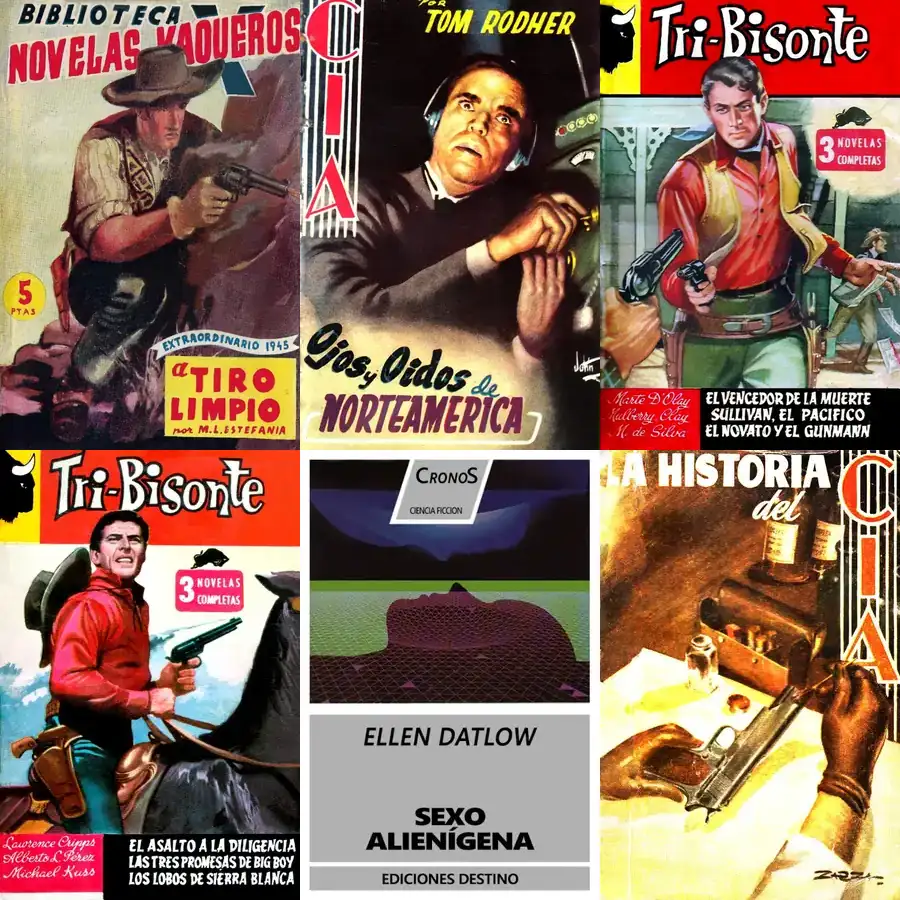 BIBLIOTECA X
NOVELAS VAQUEROS
5
PTAS
EXTRAORDINARIO 1945
a TIRO
LIMPIO
por M.L. ESTEFANIA
CIA
POR
TOM RODHER
Ojos y Oidos de
NORTEAMERICA
John
Tri-Bisonte
3 NOVELAS
COMPLETAS
Marte D'Olay
Mulberry, Clay
M. de Silva
EL VENCEDOR DE LA MUERTE
SULLIVAN, EL PACIFICO
EL NOVATO Y EL GUNMANN
Tri-Bisonte
3 NOVELAS
COMPLETAS
Lawrence Cripps
Alberto L. Pérez
Michael Kuss
EL ASALTO A LA DILIGENCIA
LAS TRES PROMESAS DE BIG BOY
LOS LOBOS DE SIERRA BLANCA
CRONOS
CIENCIA FICCION
ELLEN DATLOW
SEXO
ALIENÍGENA
EDICIONES DESTINO
LA HISTORIA
del
CIA
ZARZA